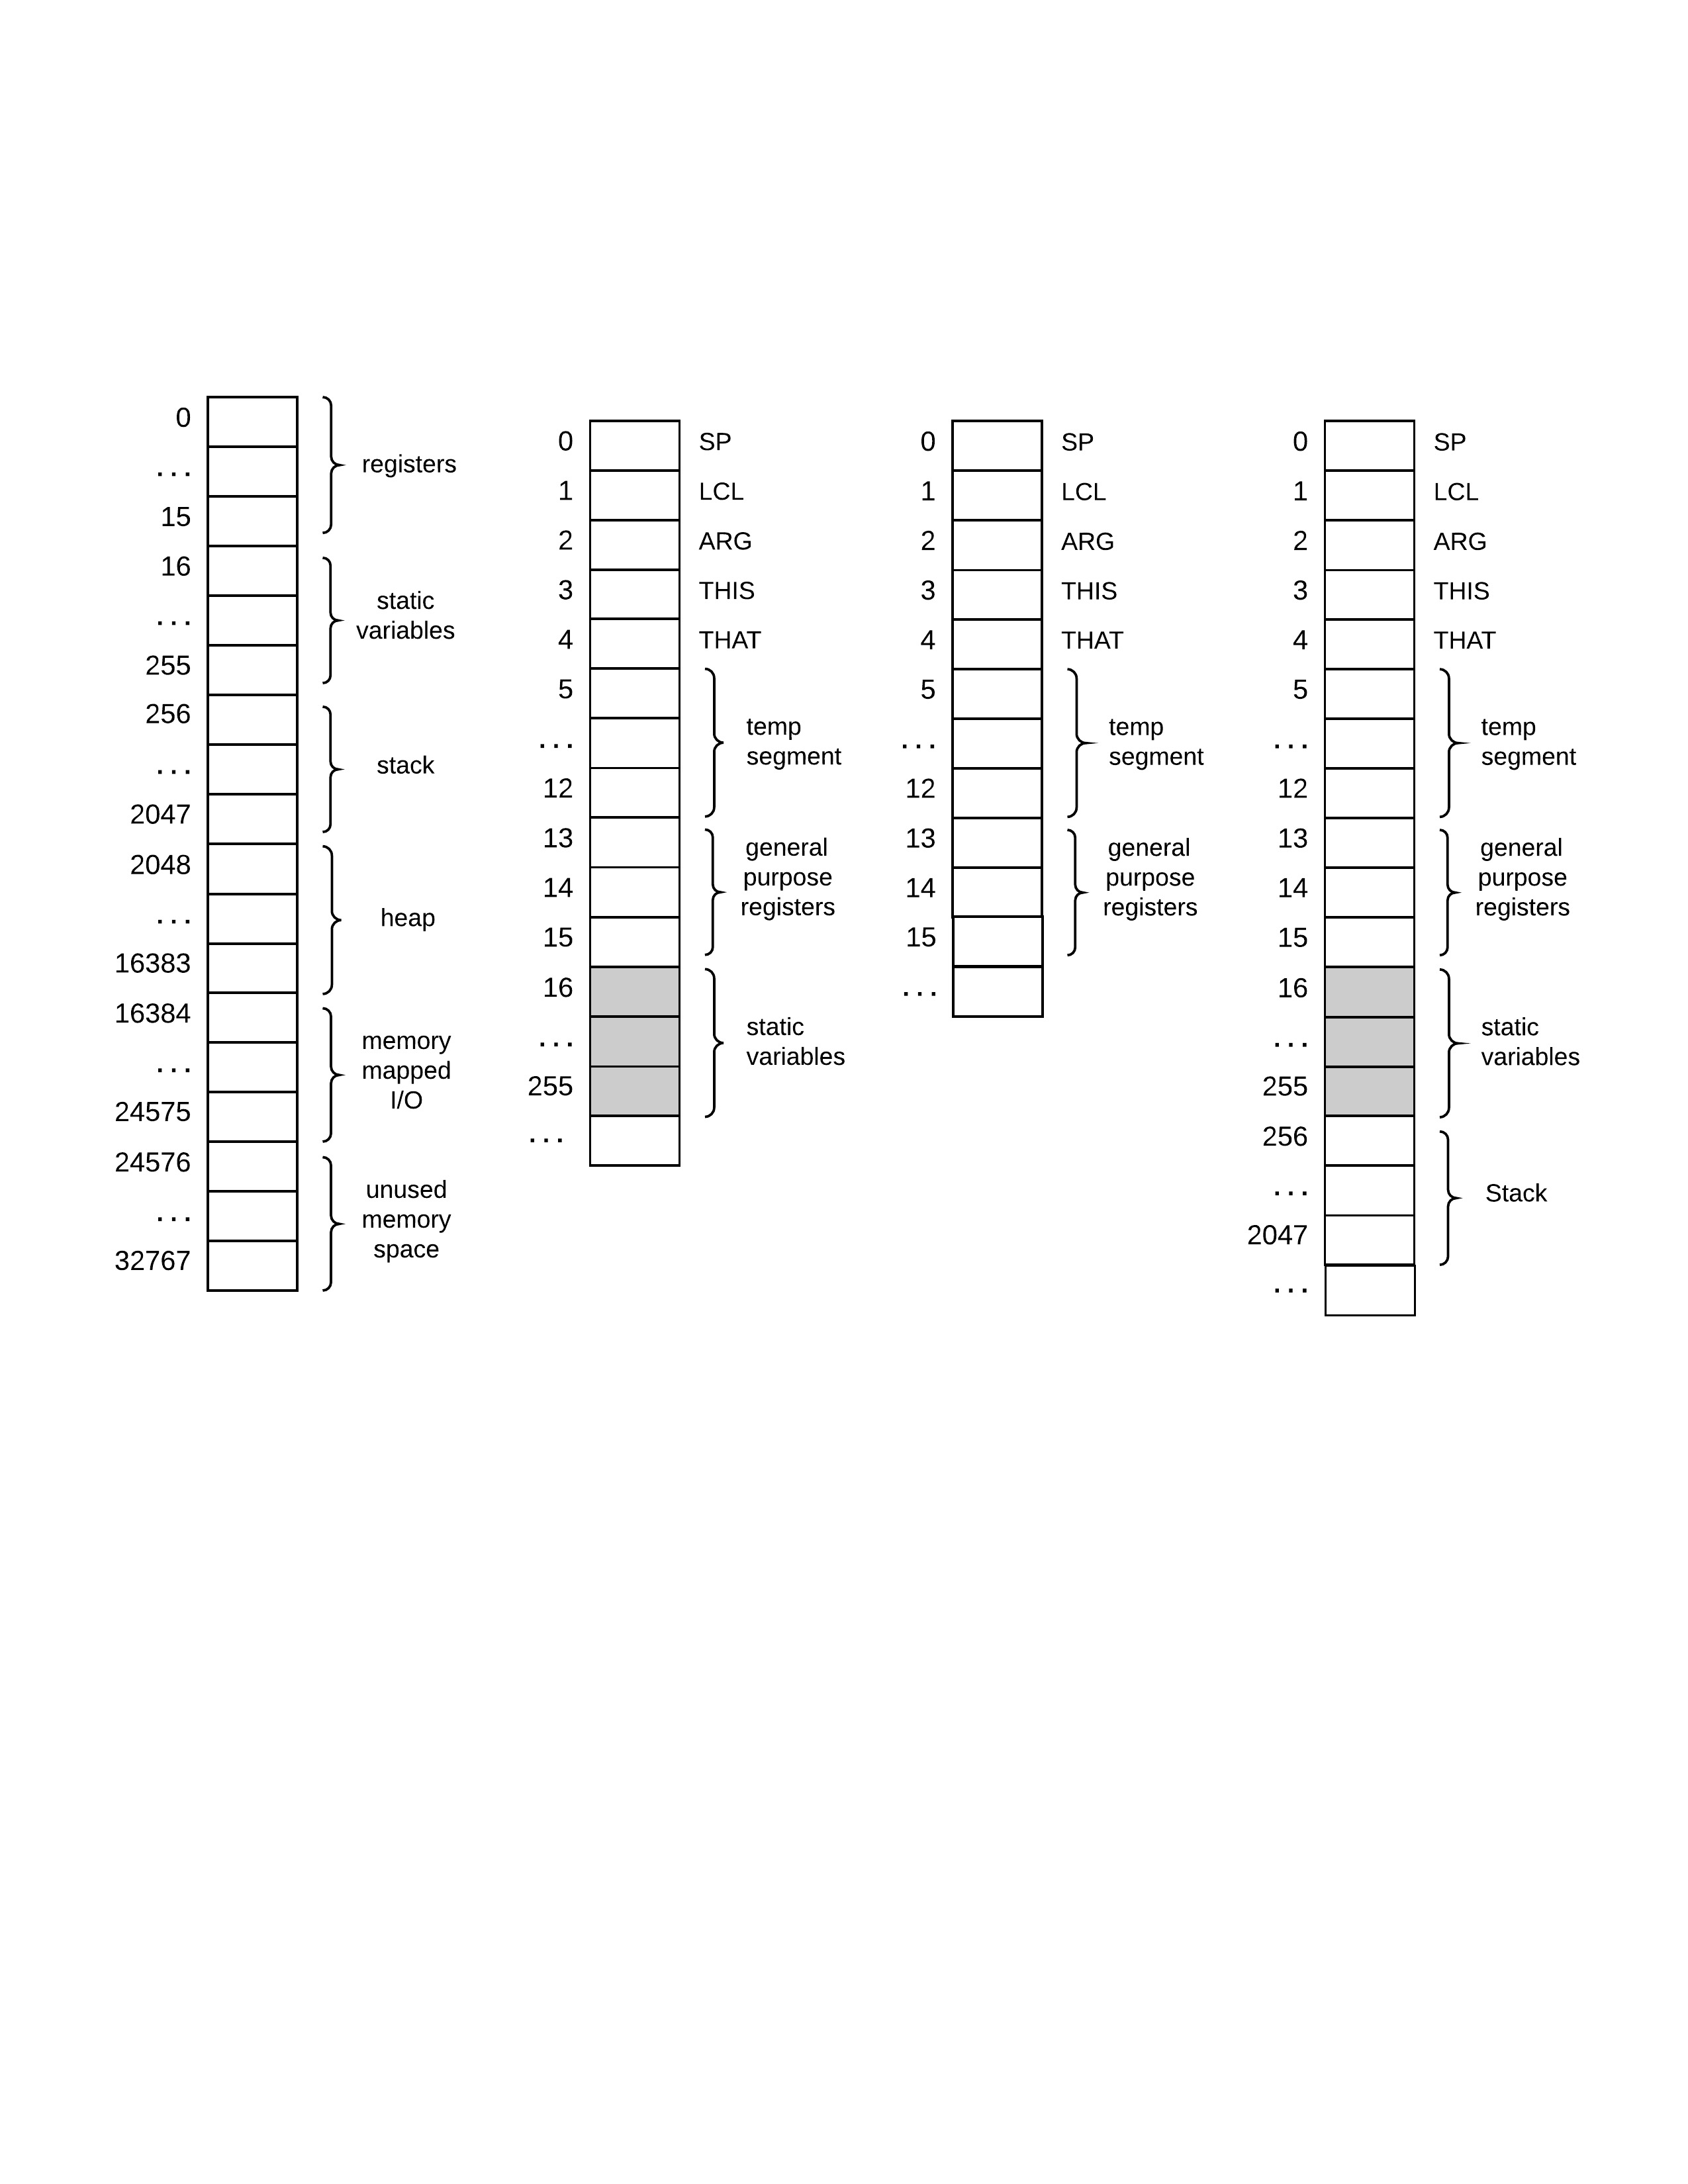 0
...
15
16
...
255
256
...
2047
2048
...
16383
16384
...
24575
24576
...
32767
registers
static
variables
stack
heap
memory
mapped
I/O
unused
memory
space
0 SP
1 LCL
2 ARG
3 THIS
4 THAT
5
...
12
13
14
15
16
...
255
...
temp
segment
general
purpose
registers
static
variables
0 SP
1 LCL
2 ARG
3 THIS
4 THAT
5
...
12
13
14
15
...
temp
segment
general
purpose
registers
0 SP
1 LCL
2 ARG
3 THIS
4 THAT
5
...
12
13
14
15
16
...
255
256
...
2047
...
temp
segment
general
purpose
registers
static
variables
Stack